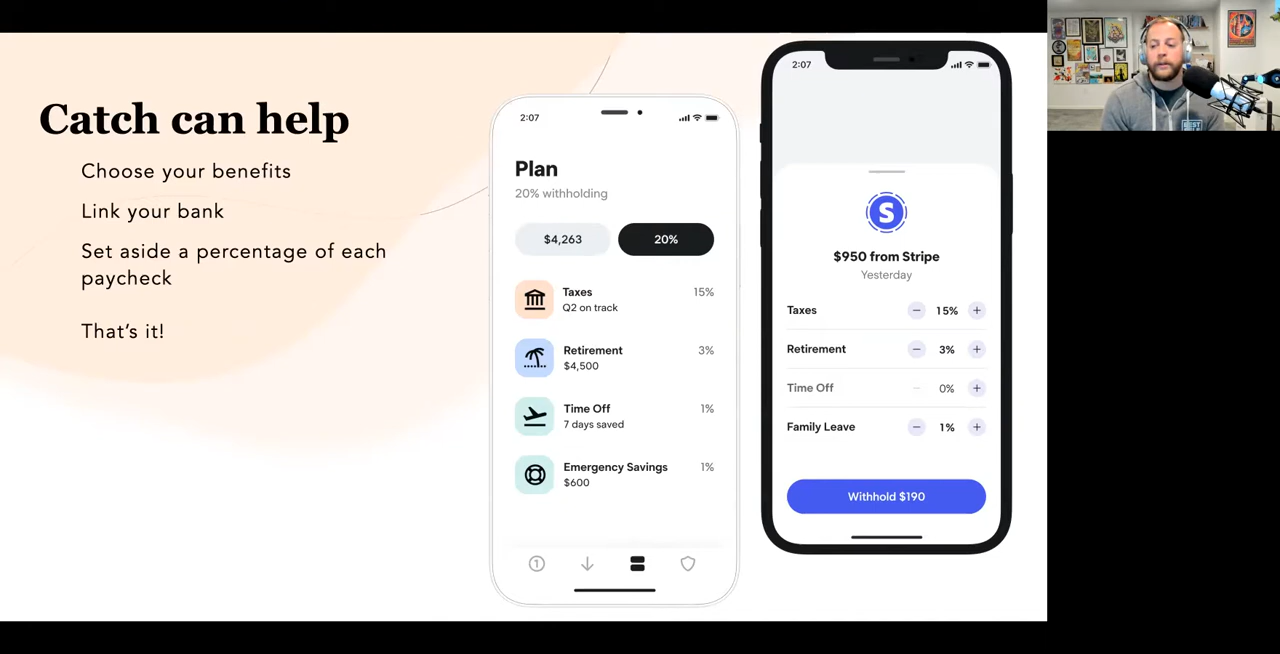 Catch can help
Choose your benefits
Link your bank
Set aside a percentage of each
paycheck
That's it!
2:07
Plan
20% withholding
$4,263
20%
Taxes
15%
Q2 on track
Retirement
3%
$4,500
Time Off
1%
7 days saved
Emergency Savings
1%
$600
1
2:07
S
$950 from Stripe
Yesterday
Taxes
− 15% +
Retirement
− 3% +
Time Off
− 0% +
Family Leave
− 1% +
Withhold $190
BEST